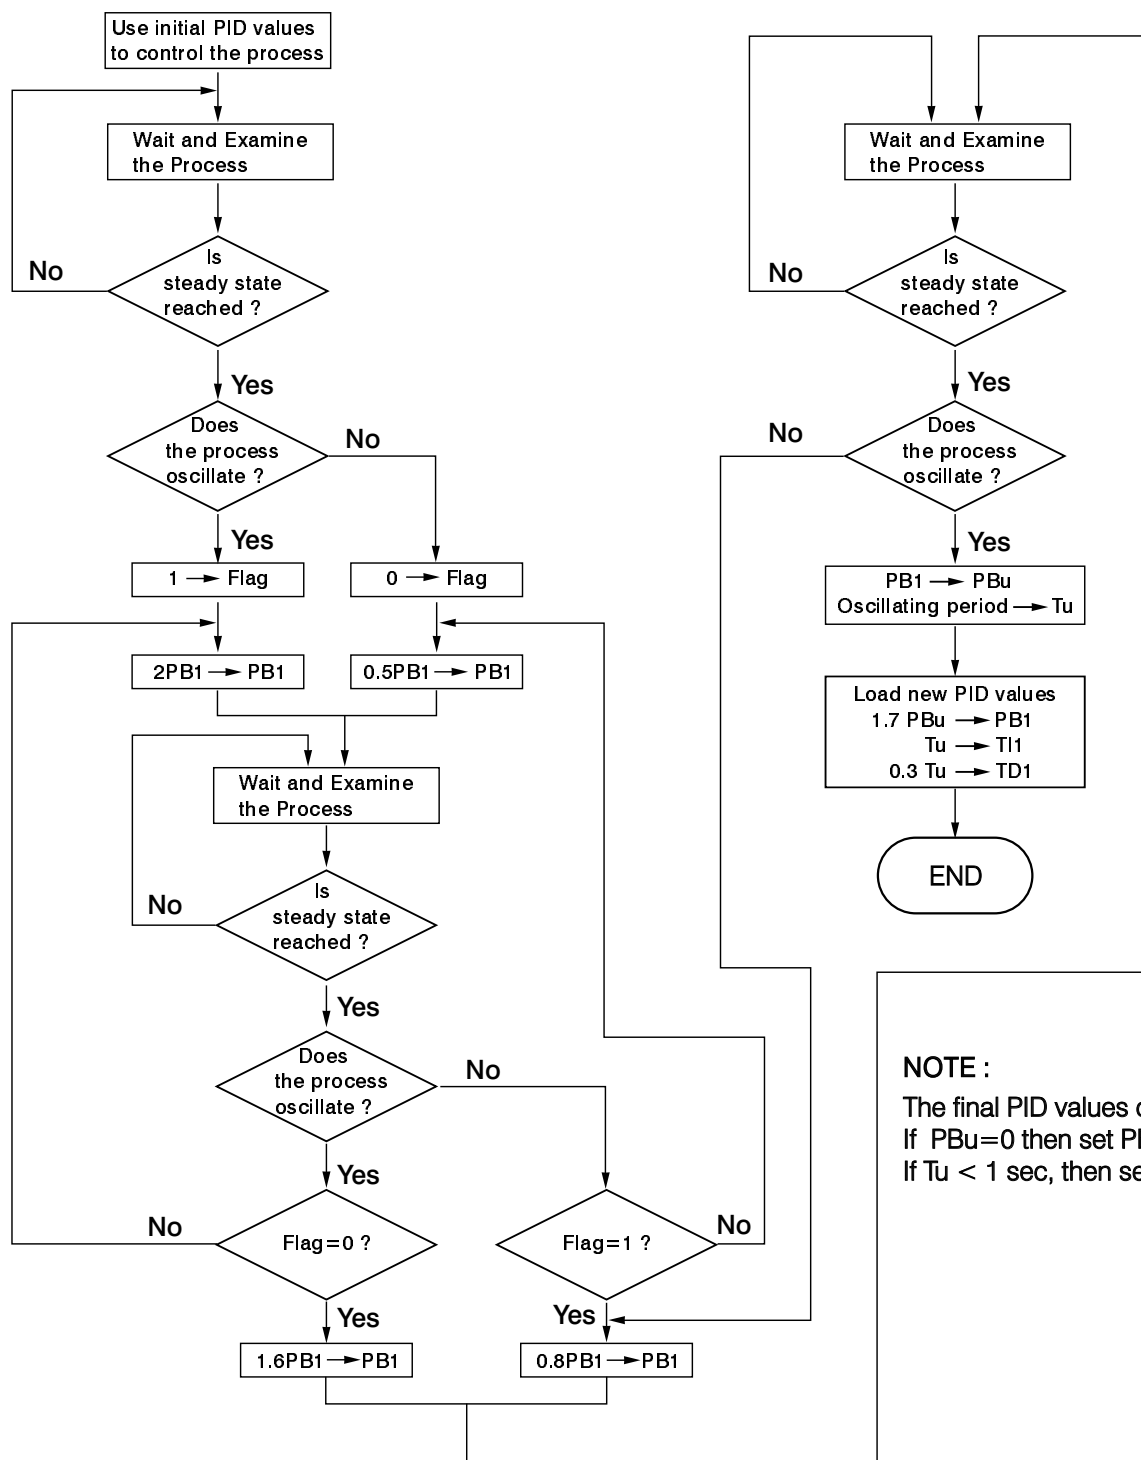 Use initial PID values
to control the process
Wait and Examine
the Process
Is
steady state
reached ?
No
Yes
Does
the process
oscillate ?
No
Yes
1 → Flag
0 → Flag
2PB1 → PB1
0.5PB1 → PB1
Wait and Examine
the Process
Is
steady state
reached ?
No
Yes
Does
the process
oscillate ?
No
Yes
Flag=0 ?
No
Flag=1 ?
No
Yes
Yes
1.6PB1 → PB1
0.8PB1 → PB1
Wait and Examine
the Process
Is
steady state
reached ?
No
Yes
Does
the process
oscillate ?
No
Yes
PB1 → PBu
Oscillating period → Tu
Load new PID values
1.7 PBu → PB1
Tu → TI1
0.3 Tu → TD1
END
NOTE :
The final PID values
If PBu=0 then set
If Tu < 1 sec, then